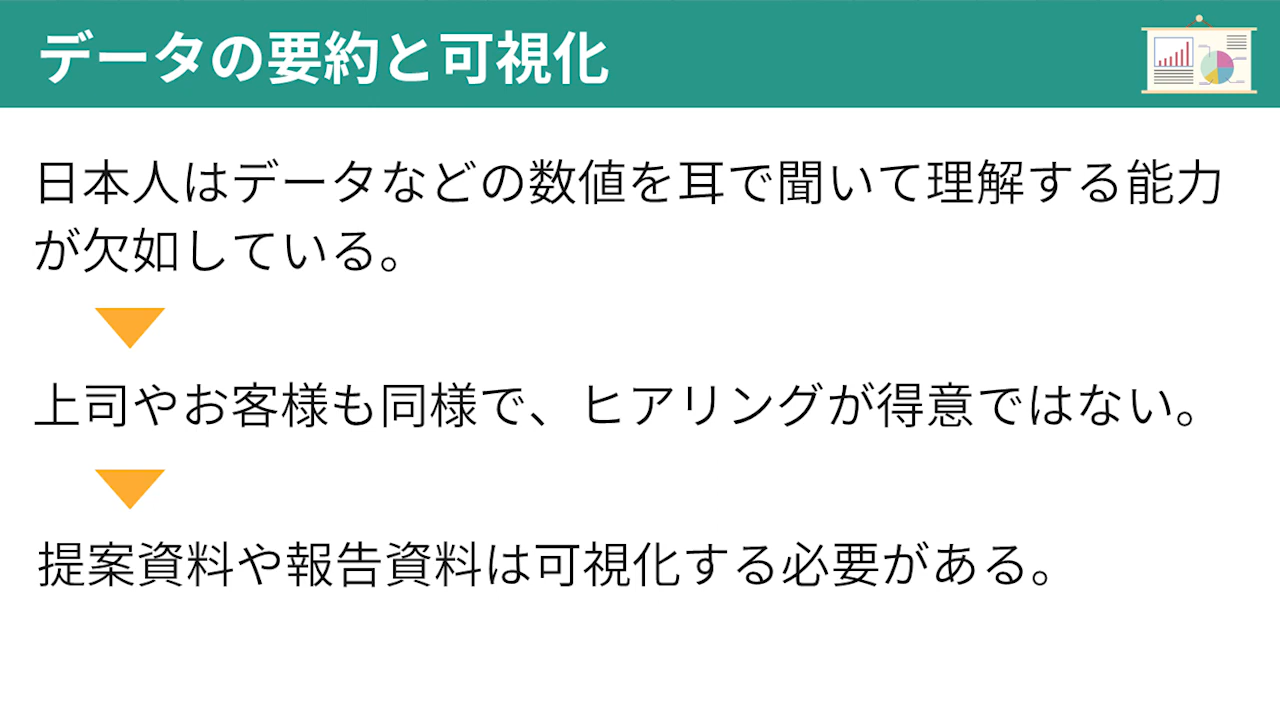 データの要約と可視化
日本人はデータなどの数値を耳で聞いて理解する能力
が欠如している。
上司やお客様も同様で、ヒアリングが得意ではない。
提案資料や報告資料は可視化する必要がある。